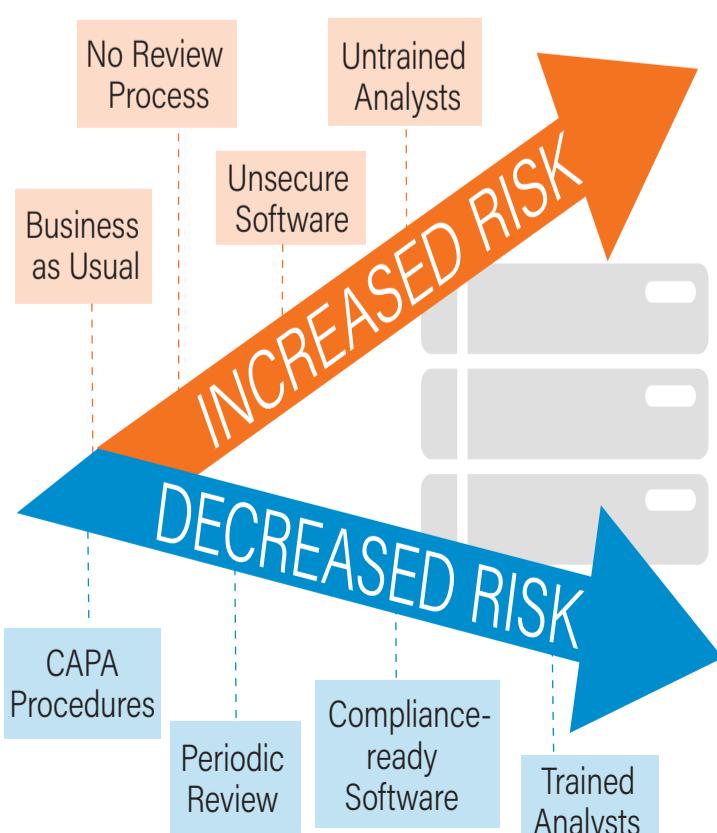 No Review
Process
Untrained
Analysts
Unsecure
Software
Business
as Usual
INCREASED RISK
DECREASED RISK
CAPA
Procedures
Periodic
Review
Compliance-
ready
Software
Trained
Analysts